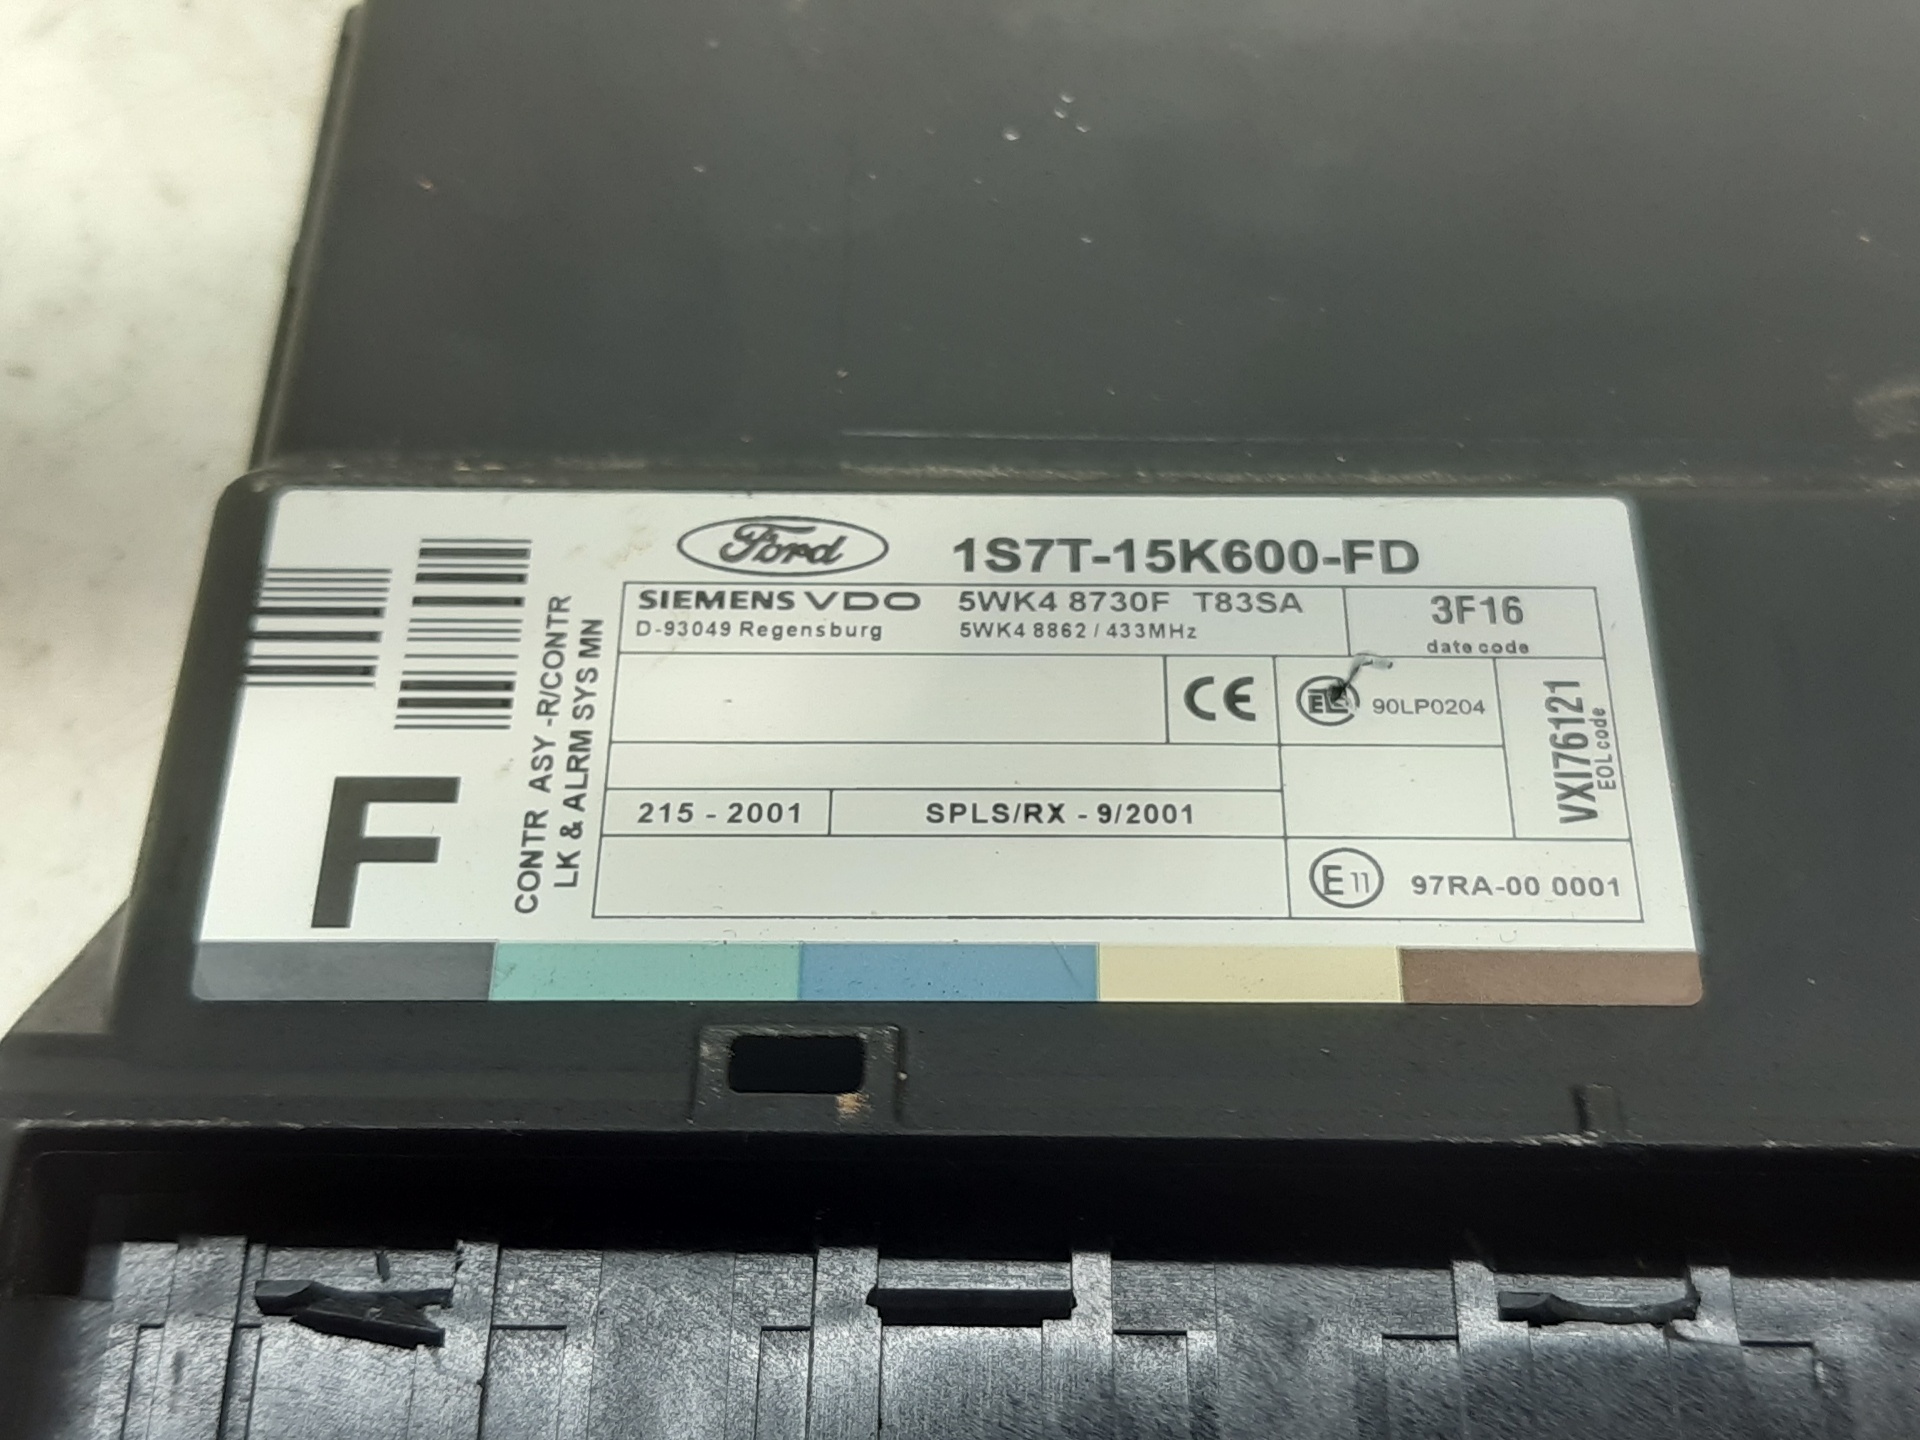 Ford 1S7T-15K600-FD
SIEMENS VDO 5WK4 8730F T83SA
D-93049 Regensburg 5WK4 8862 / 433MHz
3F16
date code
CE
90LP0204
VXI76121
EOL code
215 - 2001 SPLS/RX - 9/2001
E 11 97RA-00 0001
CONTR ASY -R/CONTR
LK & ALRM SYS MN
F